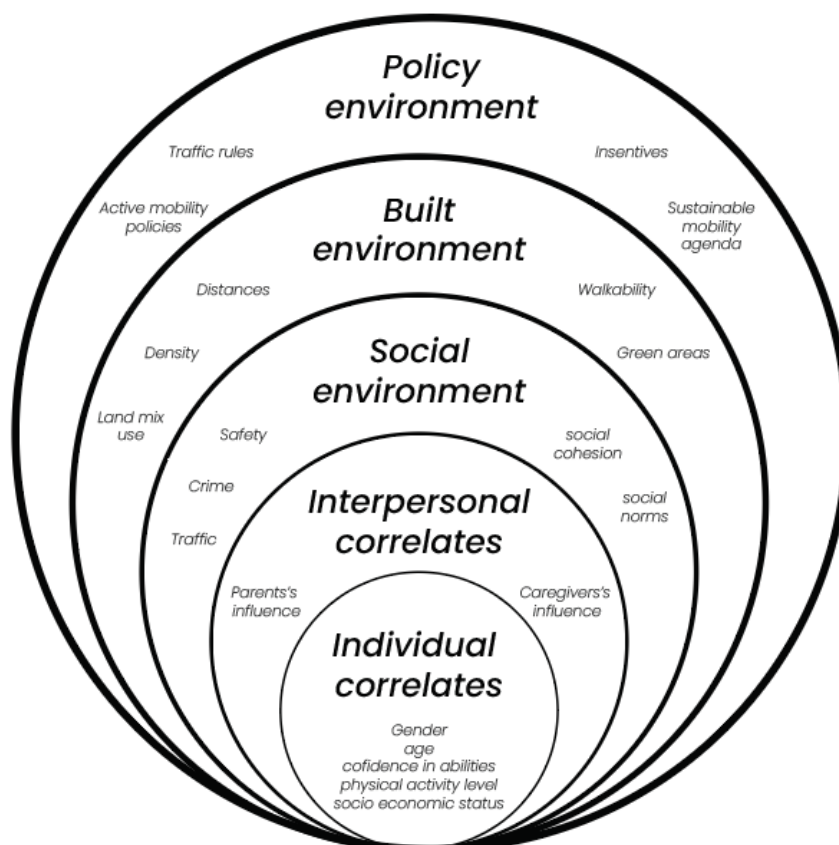 Policy
environment
Traffic rules
Insentives
Active mobility
policies
Sustainable
mobility
agenda
Built
environment
Distances
Walkability
Density
Green areas
Land mix
use
Social
environment
Safety
social
cohesion
Crime
social
norms
Traffic
Interpersonal
correlates
Parents's
influence
Caregivers's
influence
Individual
correlates
Gender
age
cofidence in abilities
physical activity level
socio economic status